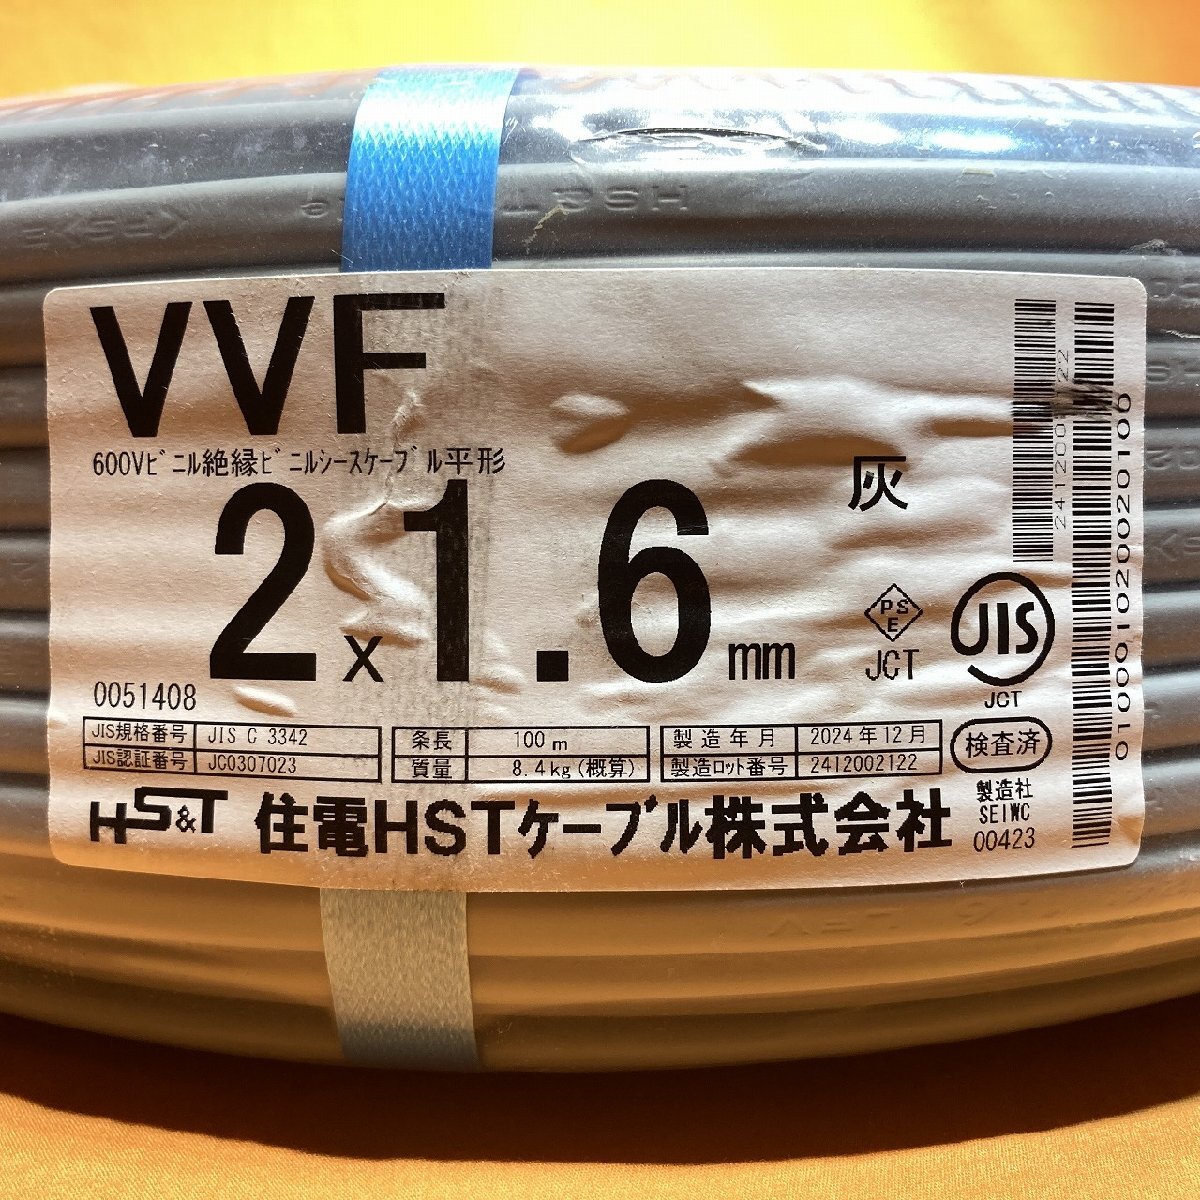 HSCT
VVF
600Vビニル絶縁ビニルシースケーブル平形
2x1.6mm
灰
PS
E
JCT
JIS
JCT
0051408
JIS規格番号 JIS C 3342
JIS認証番号 JC0307023
条長 100m
質量 8.4kg(概算)
製造年月 2024年12月
製造ロット番号 2412002122
検査済
HS&T 住電HSTケーブル株式会社
製造社
SEIWC
00423
01000102002020100